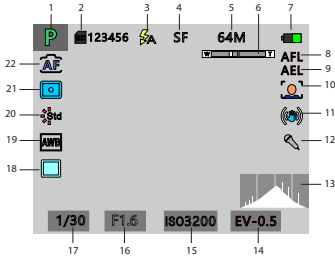 1 2 3 4 5 6 7
P SD 123456 A SF 64M
W T
AFL 8
AEL 9
22 AF 10
21 11
20 Std 12
19 AWB
18 13
1/30 F1.6 ISO3200 EV-0.5
17 16 15 14